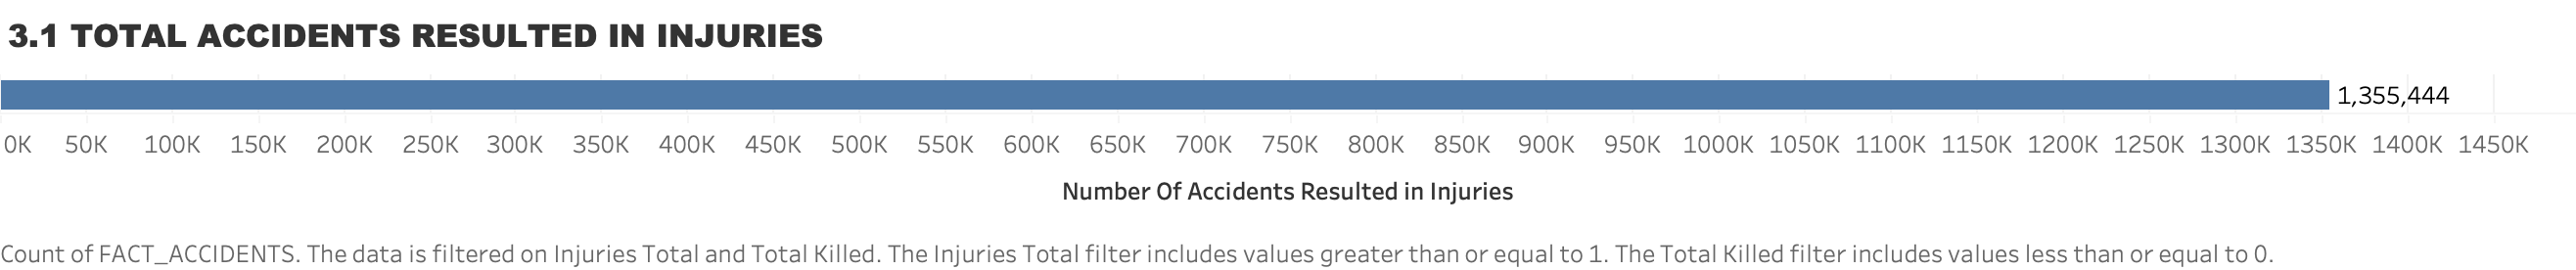 3.1 TOTAL ACCIDENTS RESULTED IN INJURIES
1,355,444
0K 50K 100K 150K 200K 250K 300K 350K 400K 450K 500K 550K 600K 650K 700K 750K 800K 850K 900K 950K 1000K 1050K 1100K 1150K 1200K 1250K 1300K 1350K 1400K 1450K
Number Of Accidents Resulted in Injuries
Count of FACT_ACCIDENTS. The data is filtered on Injuries Total and Total Killed. The Injuries Total filter includes values greater than or equal to 1. The Total Killed filter includes values less than or equal to 0.